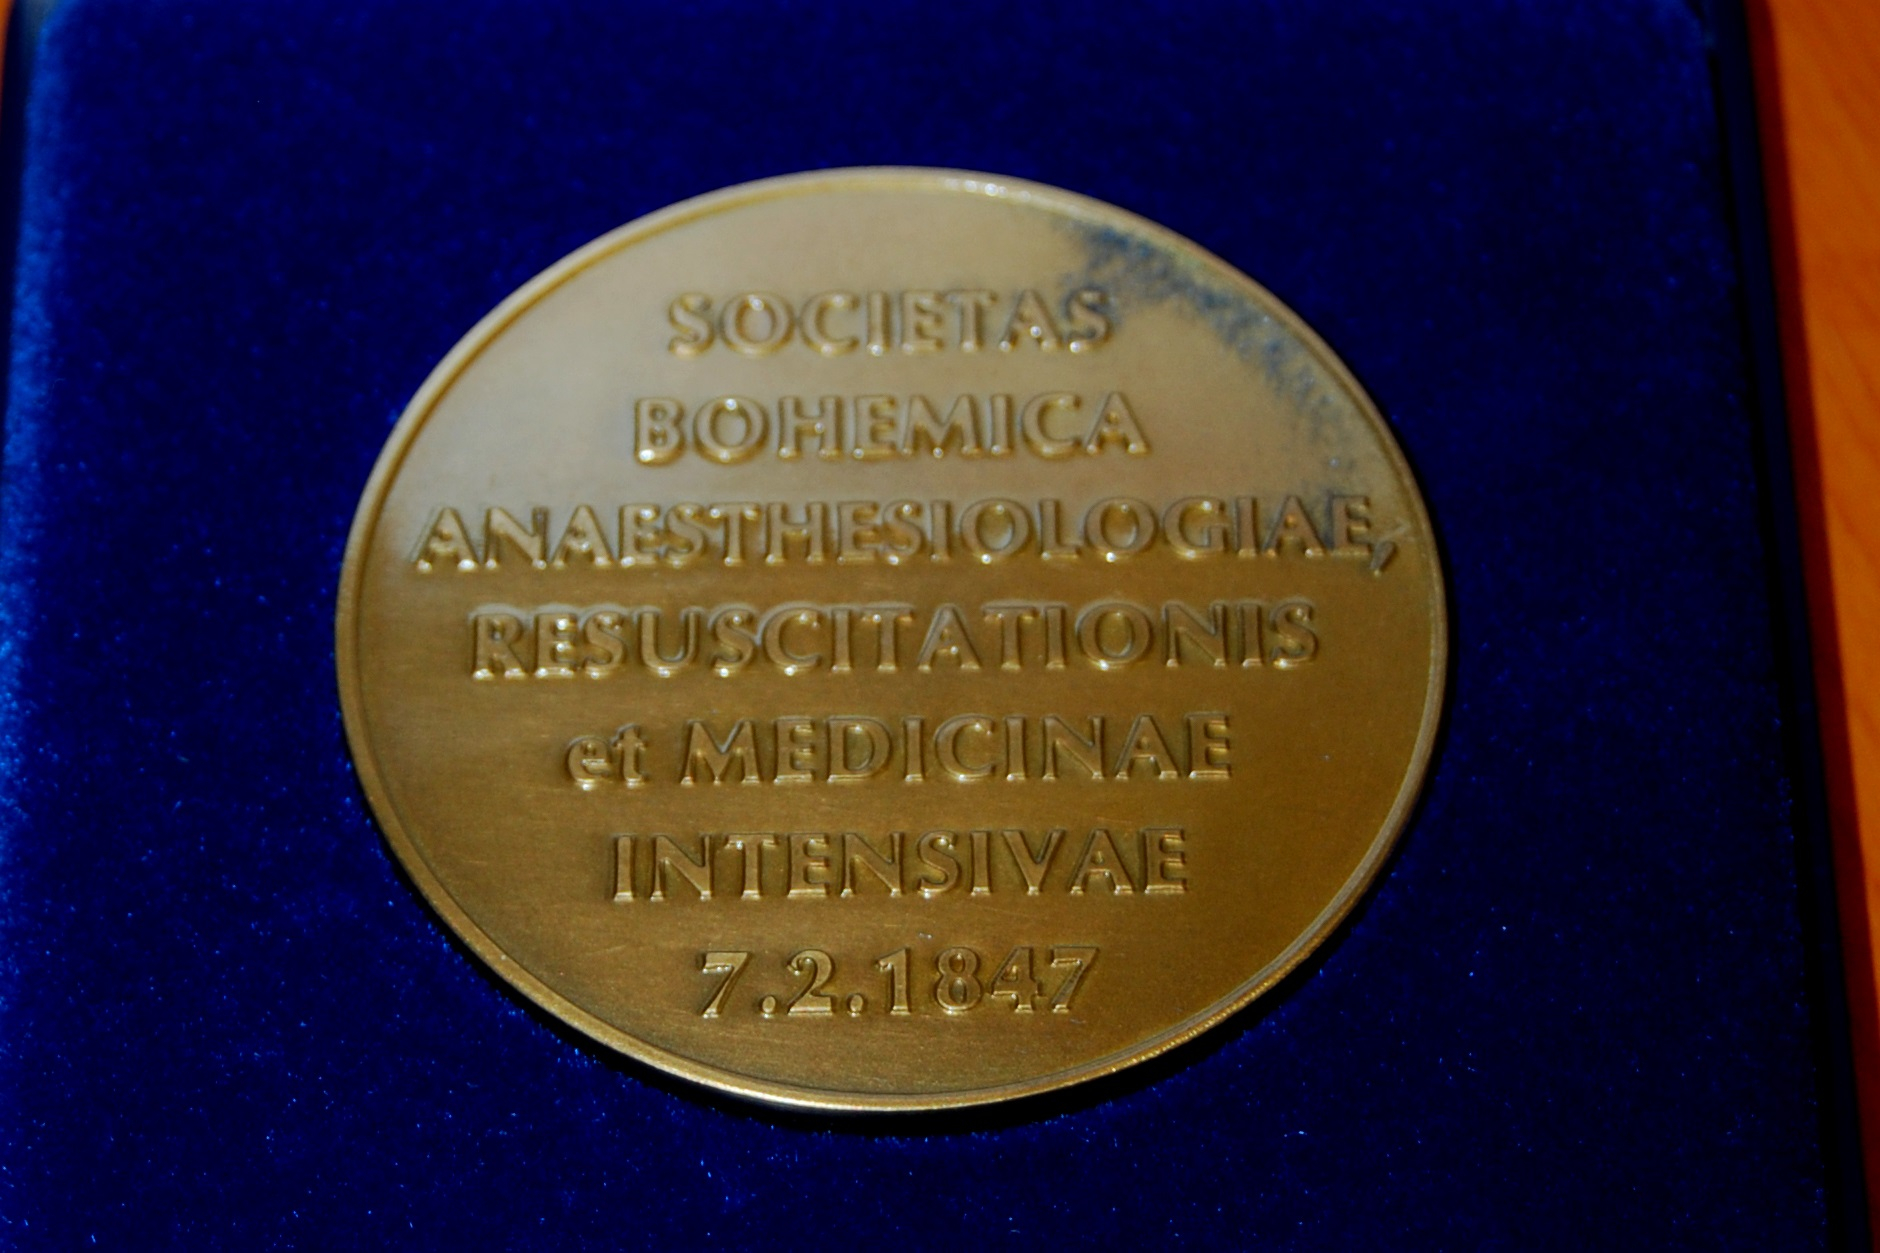 SOCIETAS
BOHEMICA
ANAESTHESIOLOGIAE,
RESUSCITATIONIS
et MEDICINAE
INTENSIVAE
7.2.1847